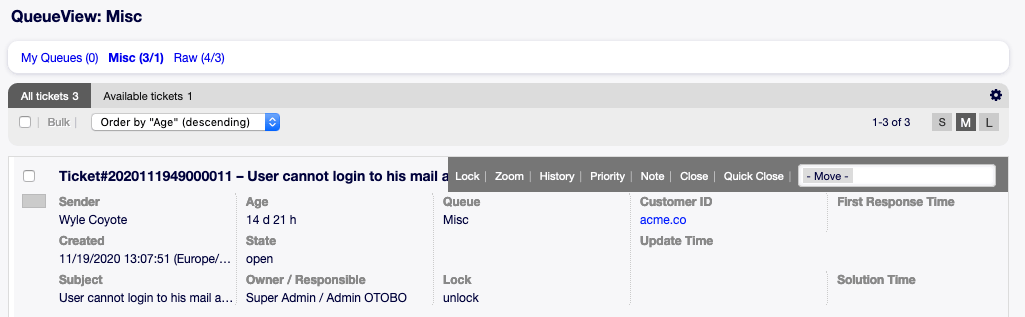 QueueView: Misc
My Queues (0) Misc (3/1) Raw (4/3)
All tickets 3 Available tickets 1
Bulk | Order by "Age" (descending) 1-3 of 3 S M L
Ticket#2020111949000011 – User cannot login to his mail a Lock | Zoom | History | Priority | Note | Close | Quick Close | - Move -
Sender Age Queue Customer ID First Response Time
Wyle Coyote 14 d 21 h Misc acme.co
Created State Update Time
11/19/2020 13:07:51 (Europe/... open
Subject Owner / Responsible Lock Solution Time
User cannot login to his mail a... Super Admin / Admin OTOBO unlock